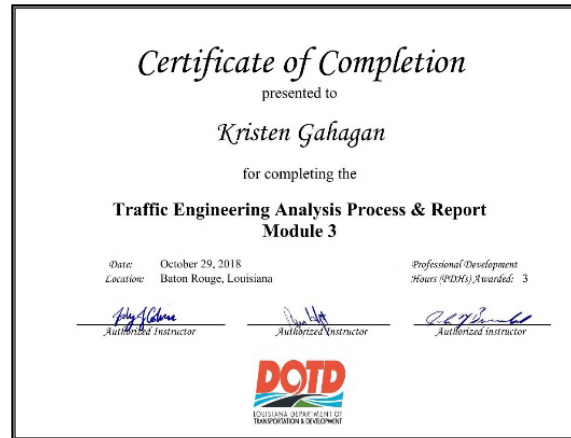 Certificate of Completion
presented to
Kristen Gahagan
for completing the
Traffic Engineering Analysis Process & Report
Module 3
Date: October 29, 2018
Location: Baton Rouge, Louisiana
Professional Development
Hours (PDHs) Awarded: 3
Authorized Instructor
Authorized Instructor
Authorized instructor
DOTD
LOUISIANA DEPARTMENT OF
TRANSPORTATION & DEVELOPMENT